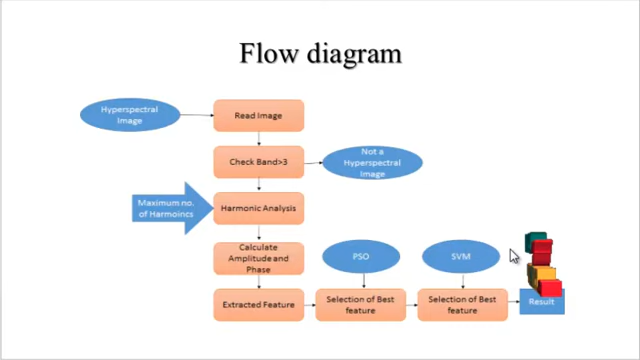 Flow diagram
Hyperspectral
Image
Read Image
Check Band>3
Not a
Hyperspectral
Image
Maximum no.
of Harmoincs
Harmonic Analysis
Calculate
Amplitude and
Phase
PSO
SVM
Extracted Feature
Selection of Best
feature
Selection of Best
feature
Result